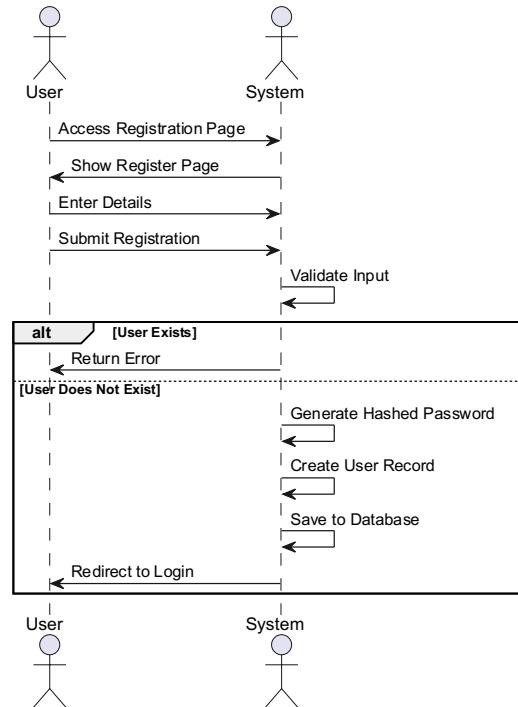 User
System
Access Registration Page
Show Register Page
Enter Details
Submit Registration
Validate Input
alt [User Exists]
Return Error
[User Does Not Exist]
Generate Hashed Password
Create User Record
Save to Database
Redirect to Login
User
System